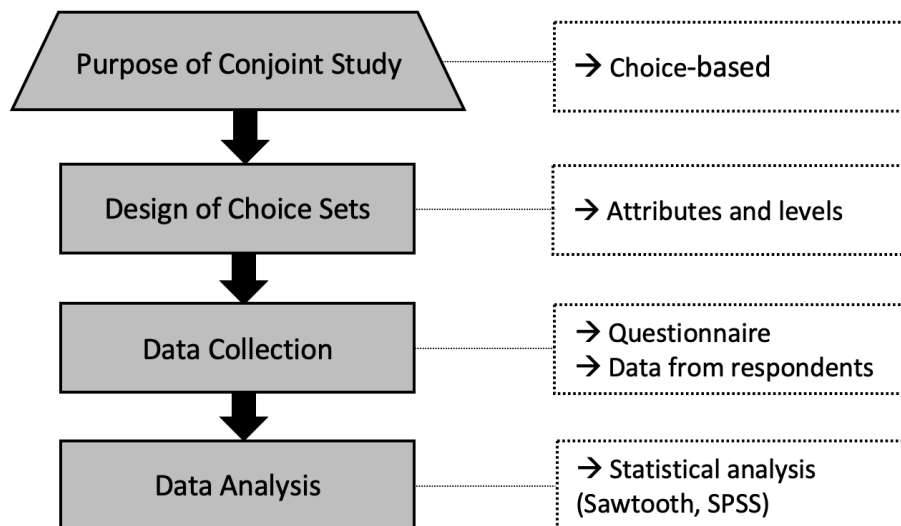 Purpose of Conjoint Study
→ Choice-based
Design of Choice Sets
→ Attributes and levels
Data Collection
→ Questionnaire
→ Data from respondents
Data Analysis
→ Statistical analysis
(Sawtooth, SPSS)